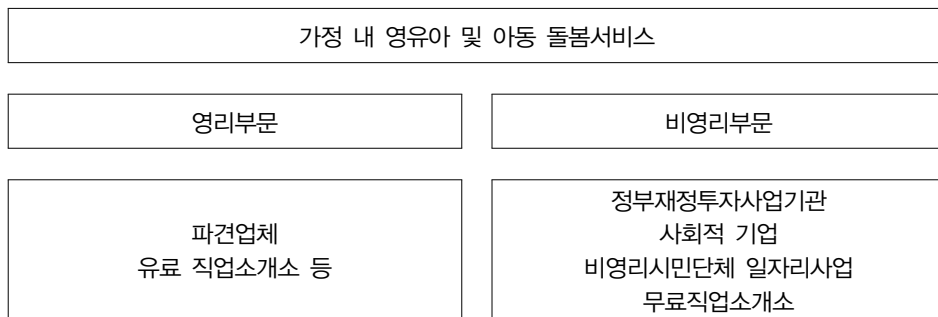 가정 내 영유아 및 아동 돌봄서비스
영리부문
비영리부문
파견업체
유료 직업소개소 등
정부재정투자사업기관
사회적 기업
비영리시민단체 일자리사업
무료직업소개소